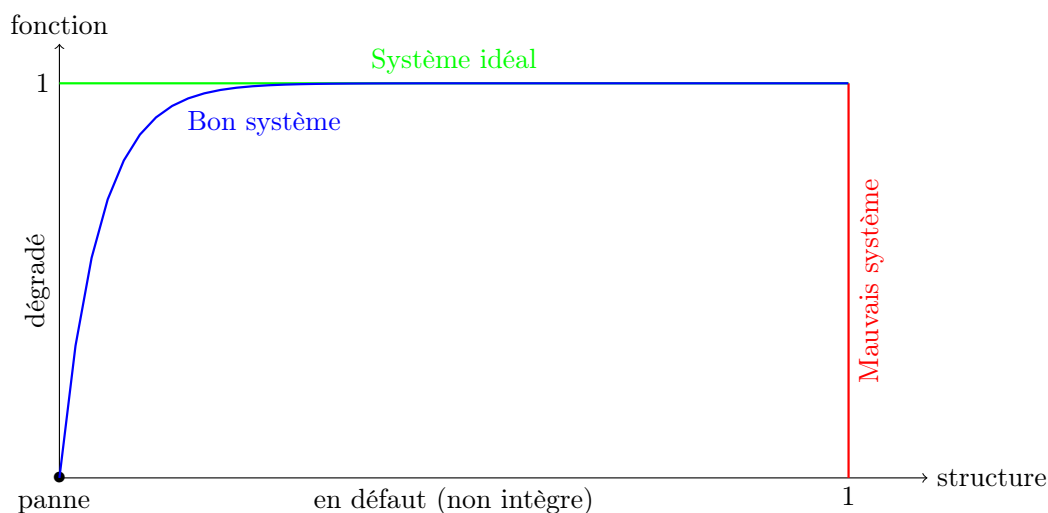 fonction
Système idéal
1
Bon système
Mauvais système
dégradé
structure
panne
en défaut (non intègre)
1